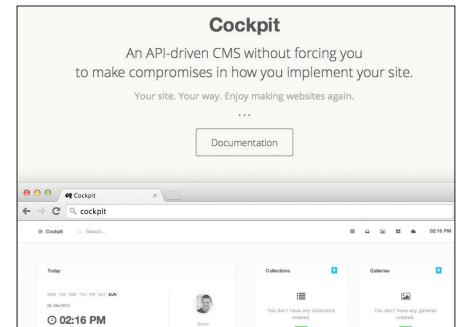 Cockpit
An API-driven CMS without forcing you
to make compromises in how you implement your site.
Your site. Your way. Enjoy making websites again.
...
Documentation
Cockpit
cockpit
Cockpit Search... 02:16 PM
Today
Collections
Galleries
MON TUE WED THU FRI SAT SUN
02. Mar 2014
02:16 PM
Artur
You don't have any collections
created.
You don't have any galleries
created.